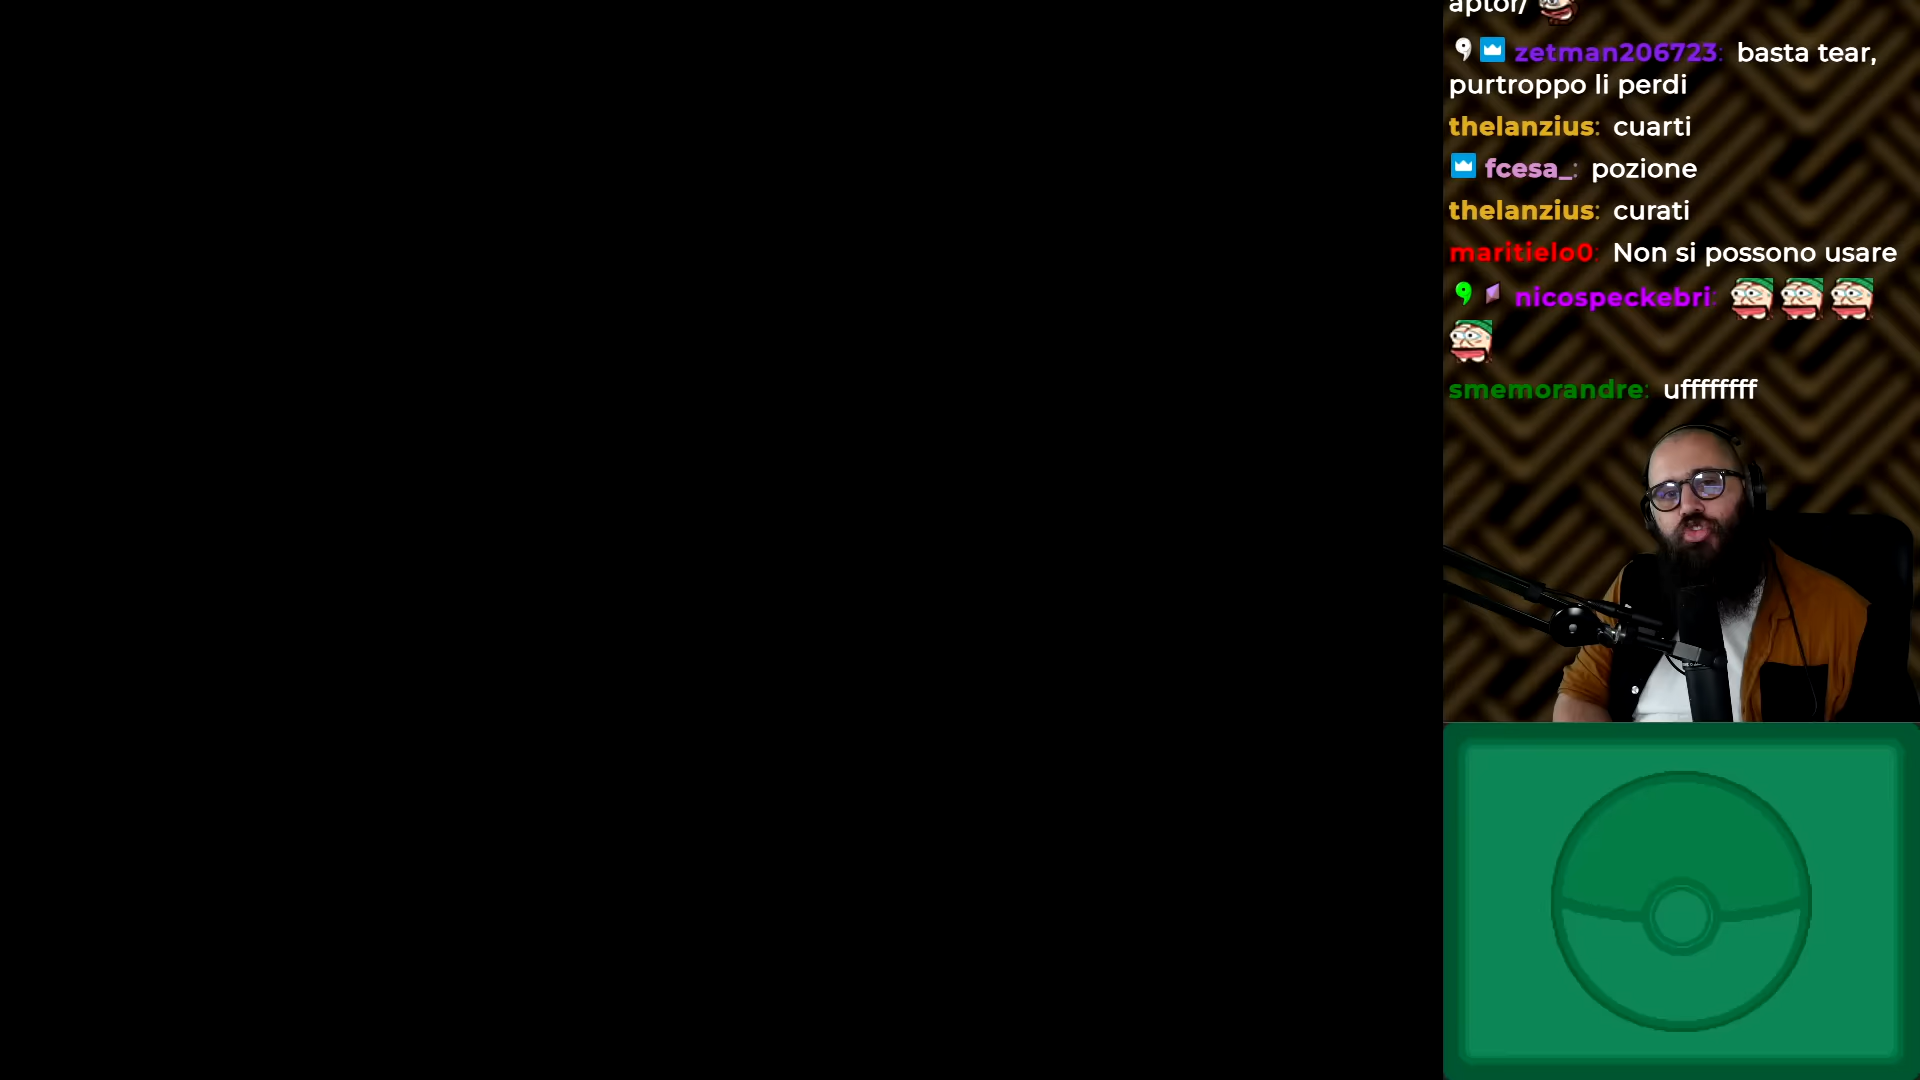 aptor/
zetman206723: basta tear,
purtroppo li perdi
thelanzius: cuarti
fcesa_: pozione
thelanzius: curati
maritielo0: Non si possono usare
nicospeckebri:
smemorandre: uffffffff